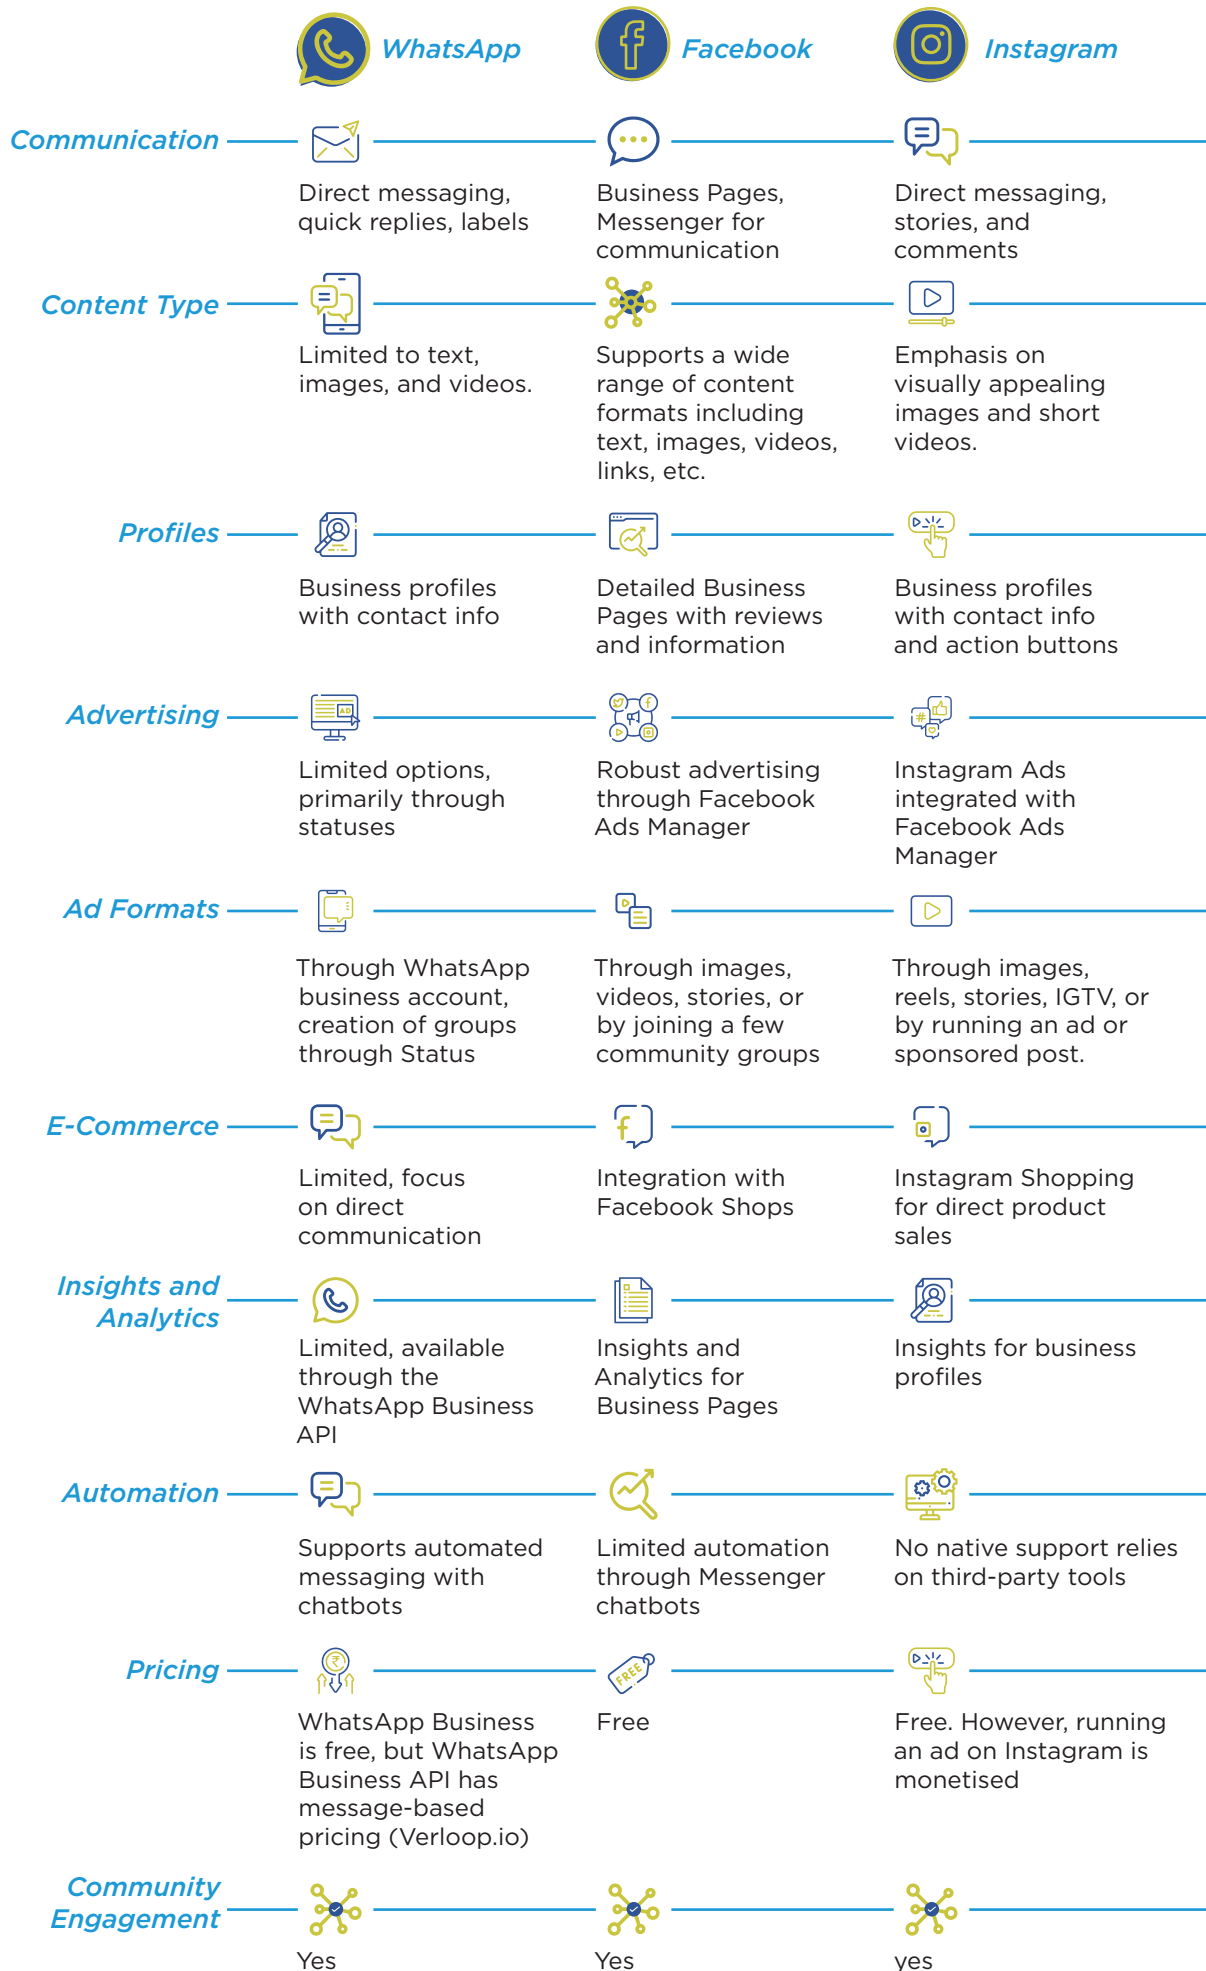 WhatsApp
Facebook
Instagram
Communication
Direct messaging,
quick replies, labels
Business Pages,
Messenger for
communication
Direct messaging,
stories, and
comments
Content Type
Limited to text,
images, and videos.
Supports a wide
range of content
formats including
text, images, videos,
links, etc.
Emphasis on
visually appealing
images and short
videos.
Profiles
Business profiles
with contact info
Detailed Business
Pages with reviews
and information
Business profiles
with contact info
and action buttons
Advertising
AD
Limited options,
primarily through
statuses
Robust advertising
through Facebook
Ads Manager
#
Instagram Ads
integrated with
Facebook Ads
Manager
Ad Formats
Through WhatsApp
business account,
creation of groups
through Status
Through images,
videos, stories, or
by joining a few
community groups
Through images,
reels, stories, IGTV, or
by running an ad or
sponsored post.
E-Commerce
Limited, focus
on direct
communication
Integration with
Facebook Shops
Instagram Shopping
for direct product
sales
Insights and
Analytics
Limited, available
through the
WhatsApp Business
API
Insights and
Analytics for
Business Pages
Insights for business
profiles
Automation
Supports automated
messaging with
chatbots
Limited automation
through Messenger
chatbots
No native support relies
on third-party tools
Pricing
₹
WhatsApp Business
is free, but WhatsApp
Business API has
message-based
pricing (Verloop.io)
FREE
Free
Free. However, running
an ad on Instagram is
monetised
Community
Engagement
Yes
Yes
yes